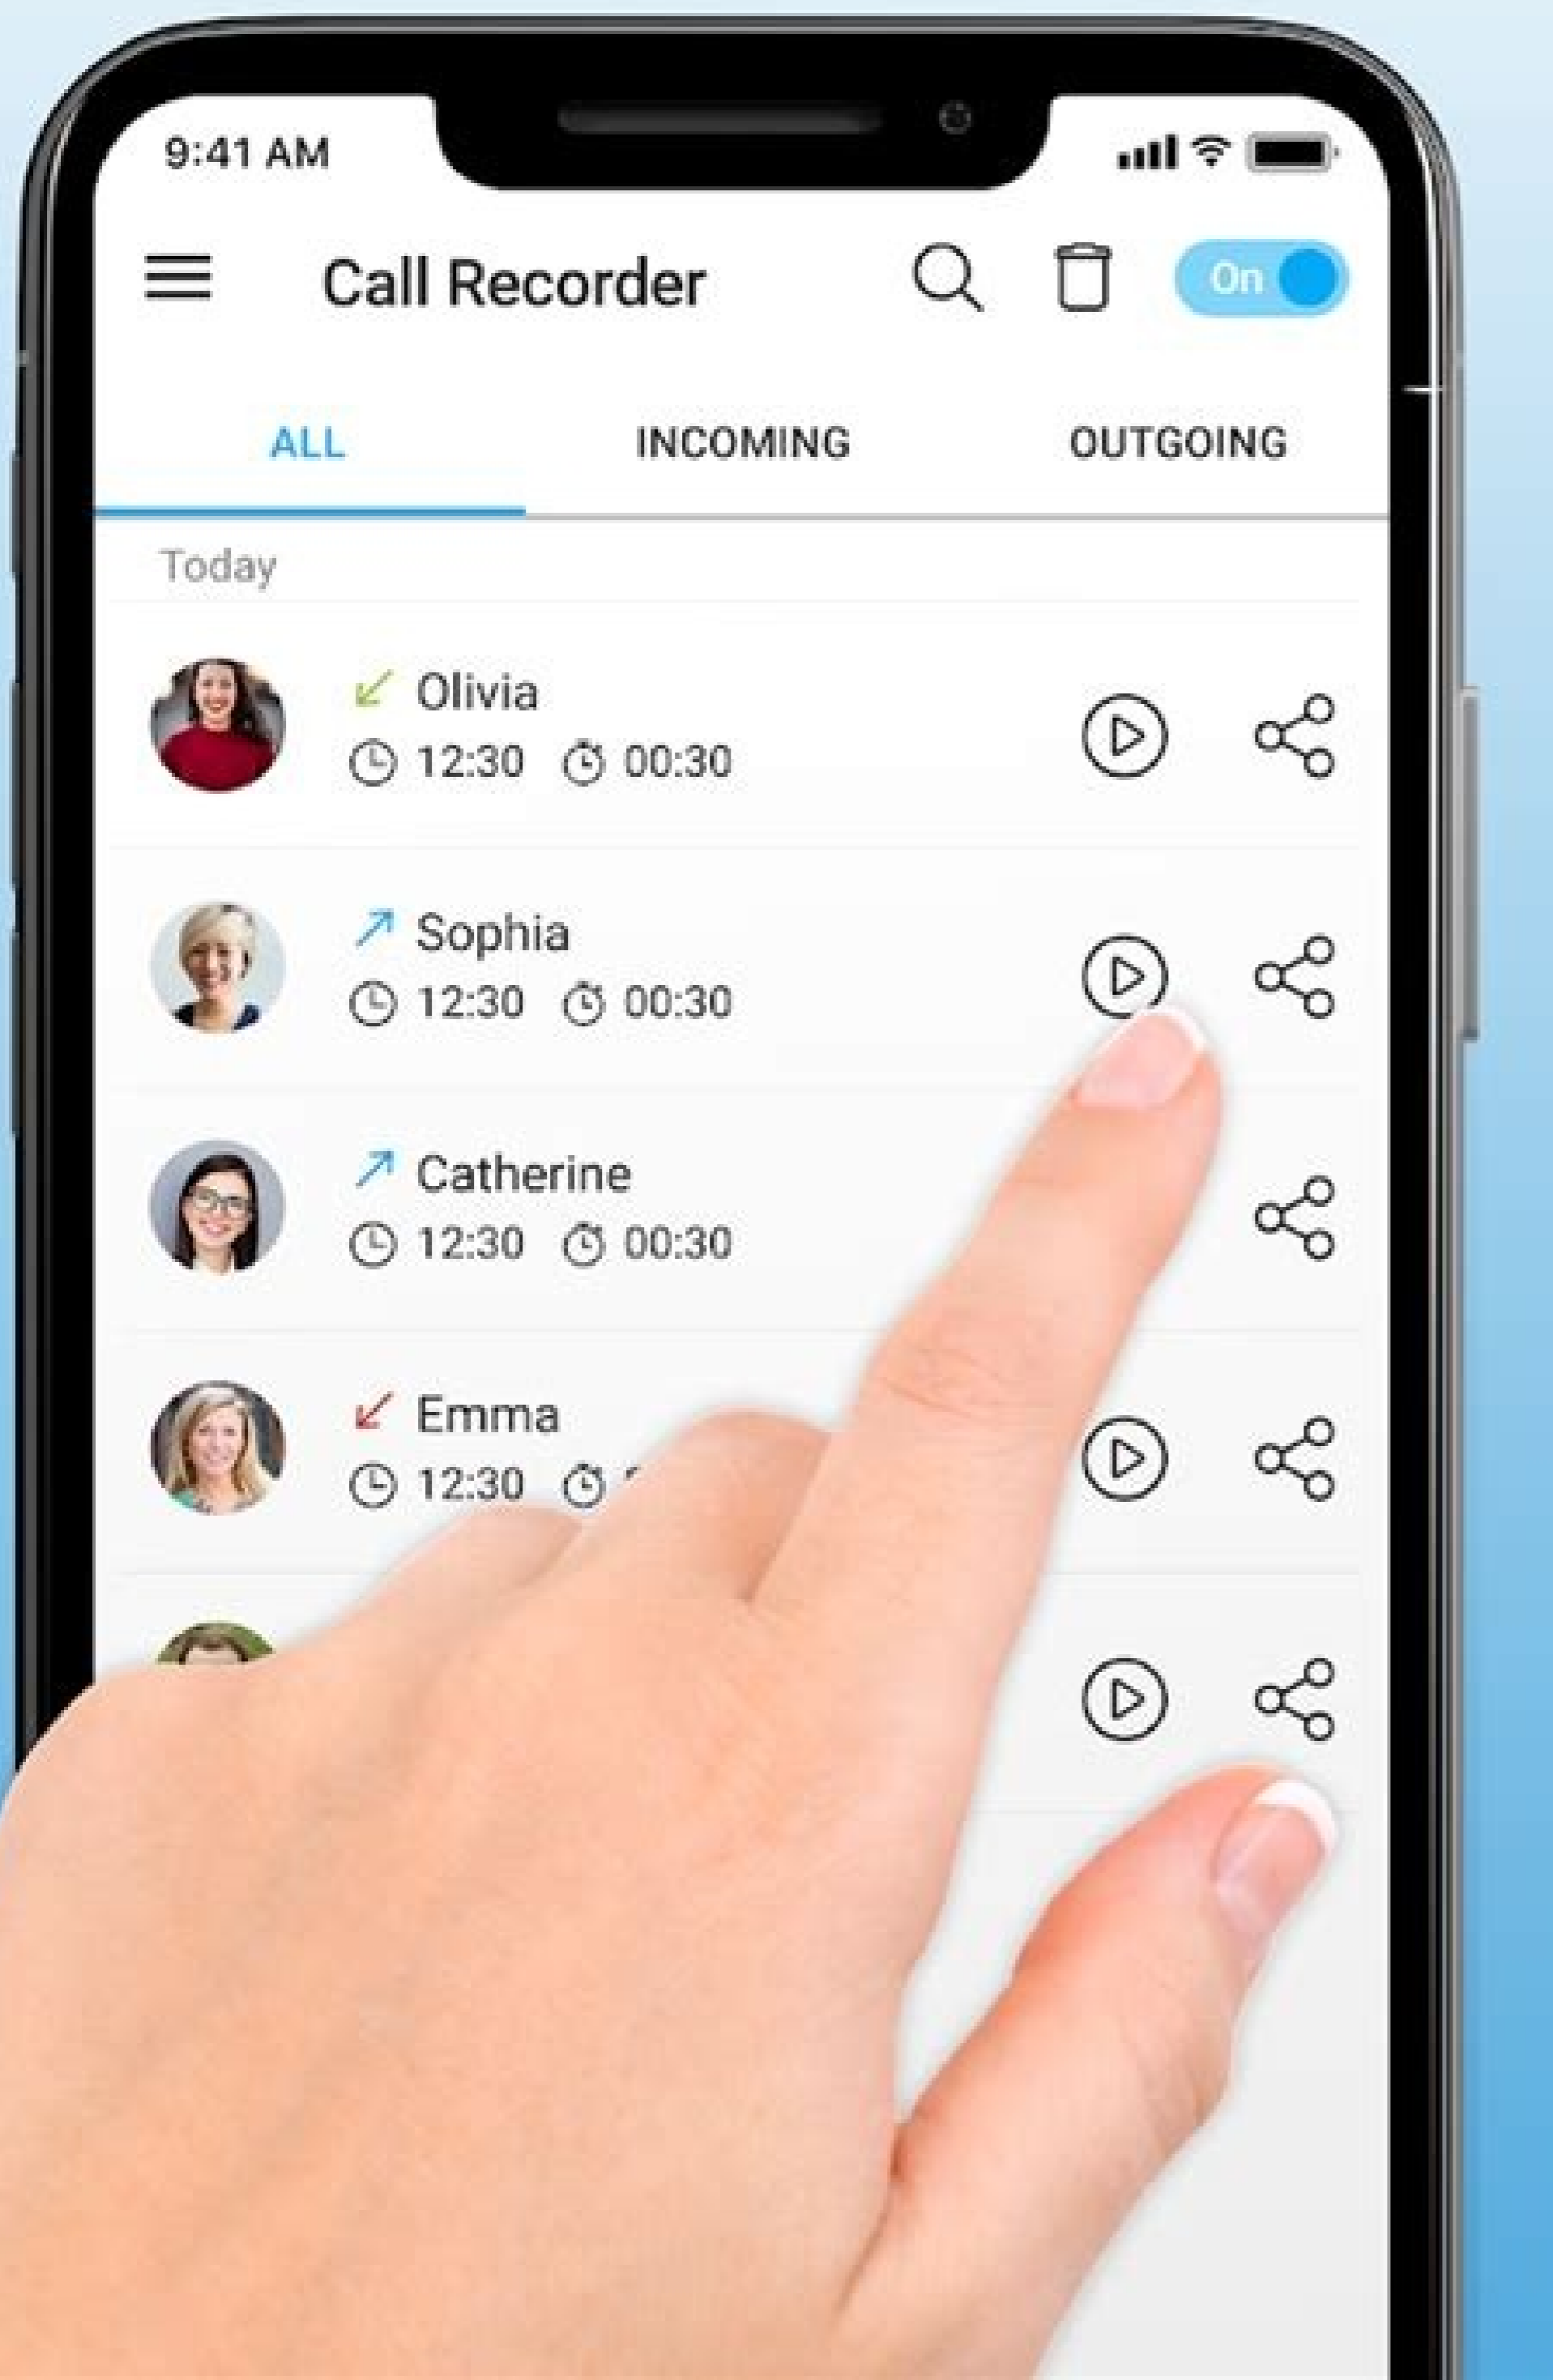 9:41 AM
Call Recorder
On
ALL INCOMING OUTGOING
Today
Olivia
12:30 00:30
Sophia
12:30 00:30
Catherine
12:30 00:30
Emma
12:30